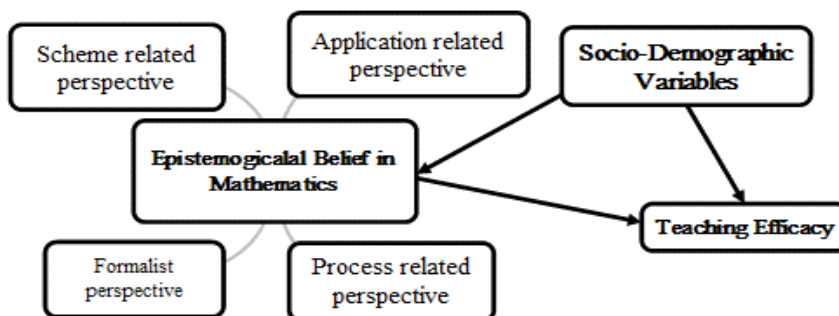 Scheme related
perspective
Application related
perspective
Socio-Demographic
Variables
Epistemogicalal Belief in
Mathematics
Teaching Efficacy
Formalist
perspective
Process related
perspective